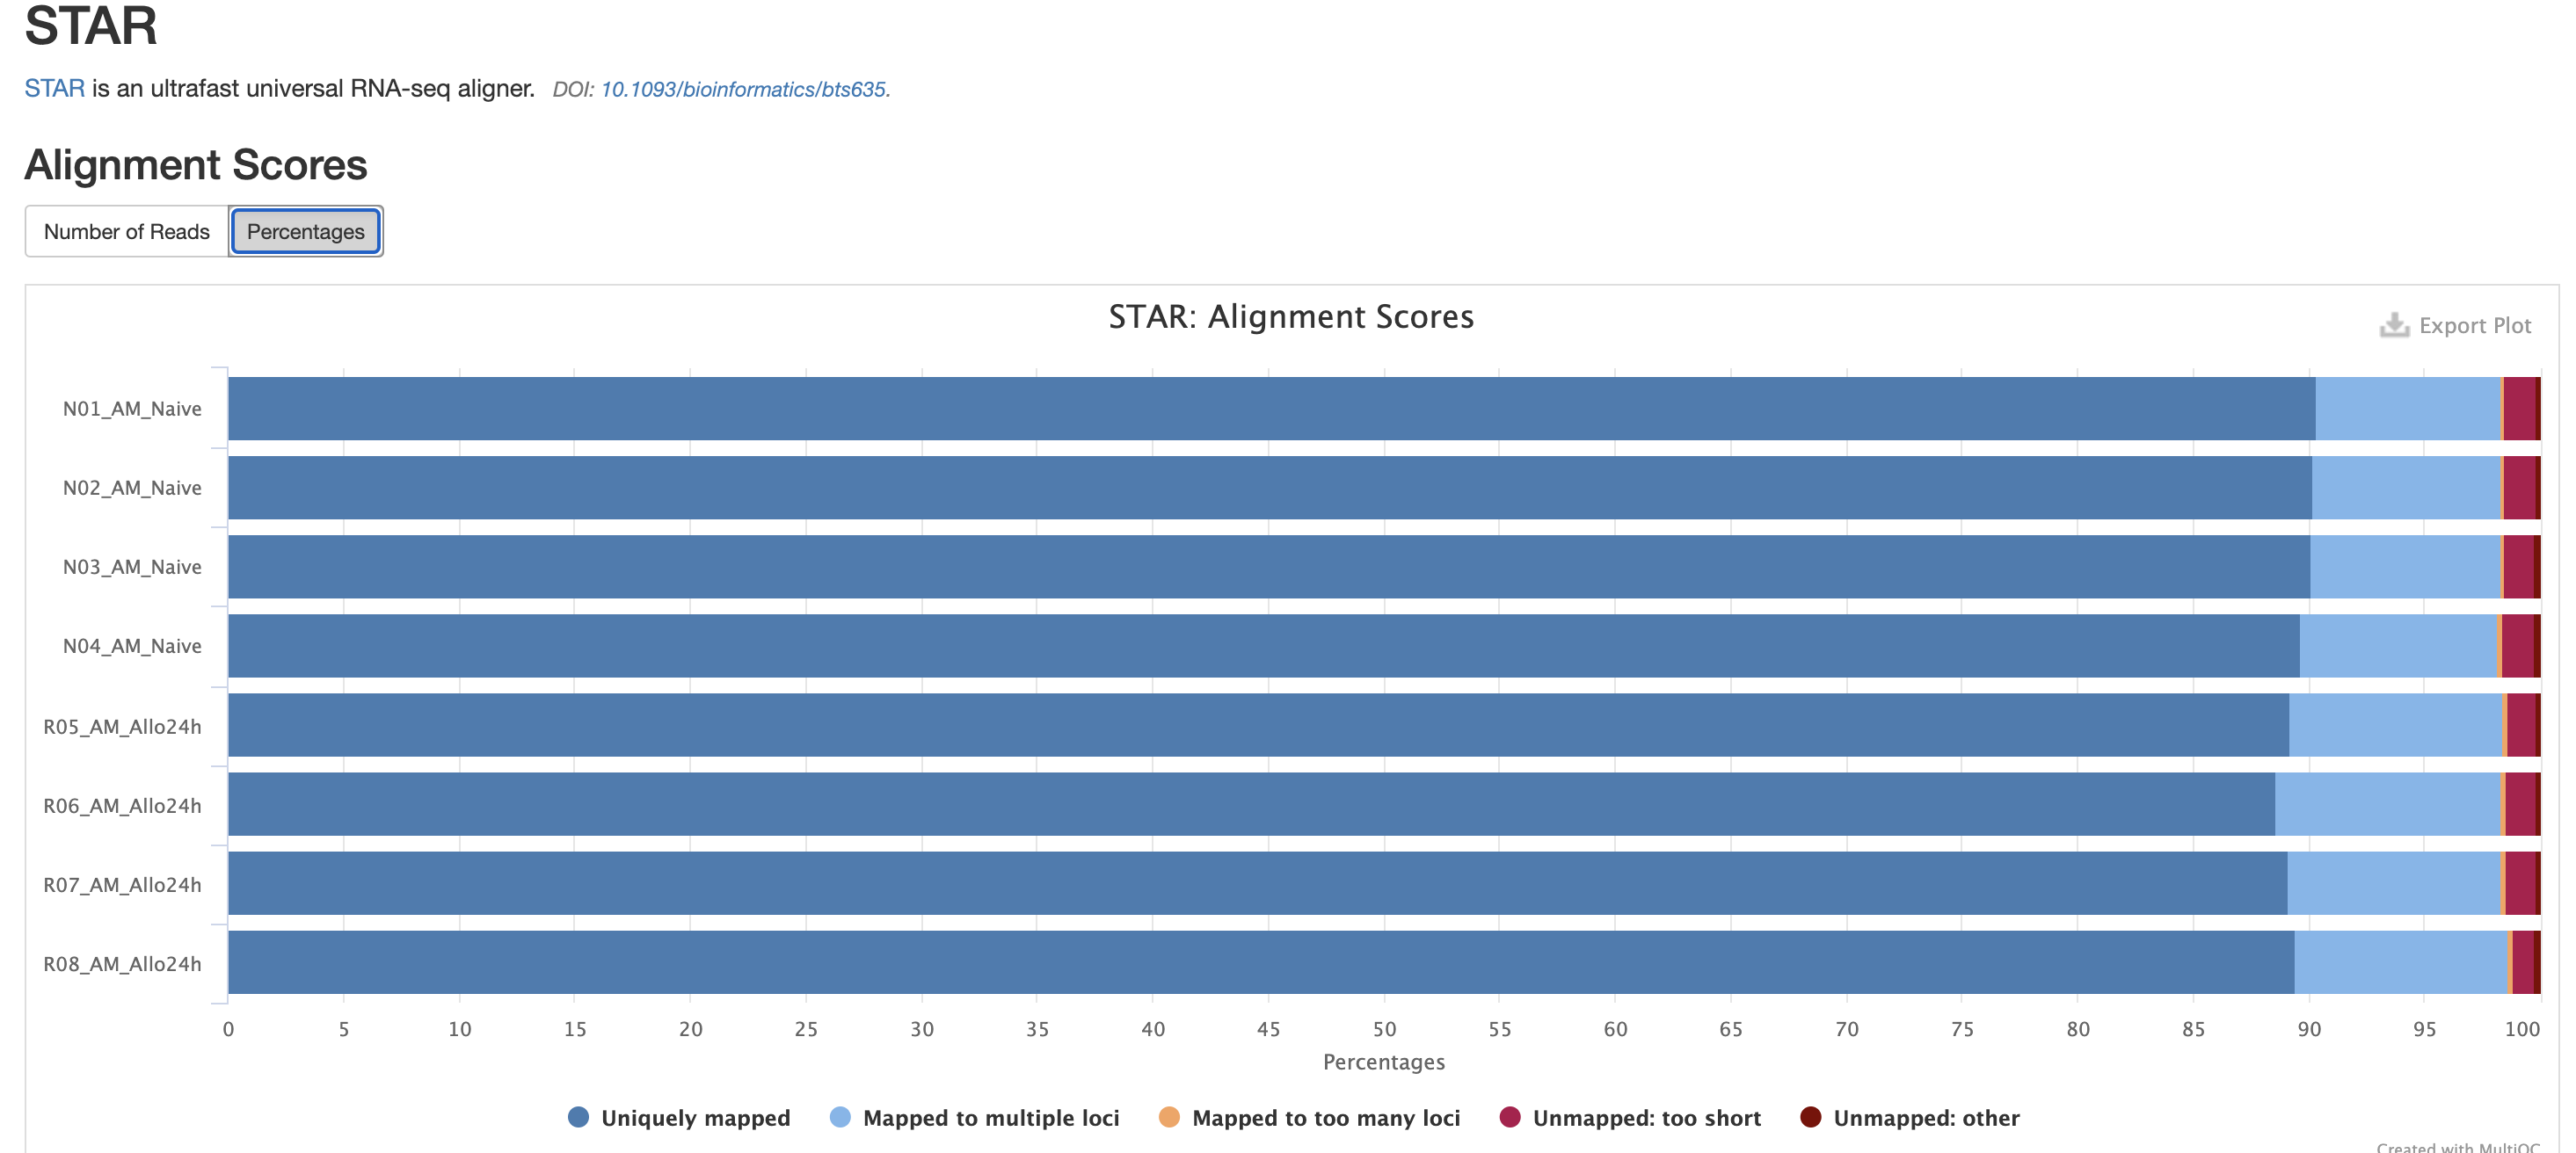 STAR
STAR is an ultrafast universal RNA-seq aligner. DOI: 10.1093/bioinformatics/bts635.
Alignment Scores
Number of Reads Percentages
STAR: Alignment Scores
Export Plot
N01_AM_Naive
N02_AM_Naive
N03_AM_Naive
N04_AM_Naive
R05_AM_Allo24h
R06_AM_Allo24h
R07_AM_Allo24h
R08_AM_Allo24h
0 5 10 15 20 25 30 35 40 45 50 55 60 65 70 75 80 85 90 95 100
Percentages
Uniquely mapped Mapped to multiple loci Mapped to too many loci Unmapped: too short Unmapped: other
Created with MultiQC